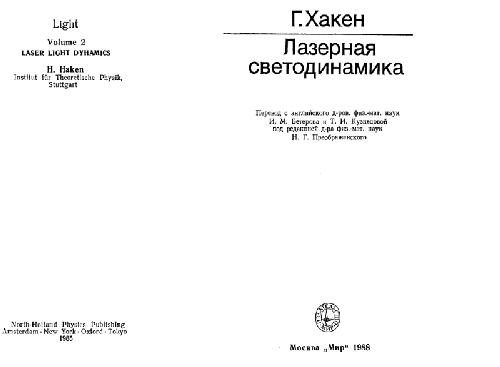 Light
Volume 2
LASER LIGHT DYNAMICS
H. Haken
Institut für Theoretische Physik,
Stuttgart
North-Holland Physics Publishing
Amsterdam · New York · Oxford · Tokyo
1985
Г. Хакен
Лазерная
светодинамика
Перевод с английского д-ров. физ.-мат. наук
И. М. Бетерова и Т. И. Кузнецовой
под редакцией д-ра физ.-мат. наук
Н. Г. Преображенского
Москва „Мир“ 1988